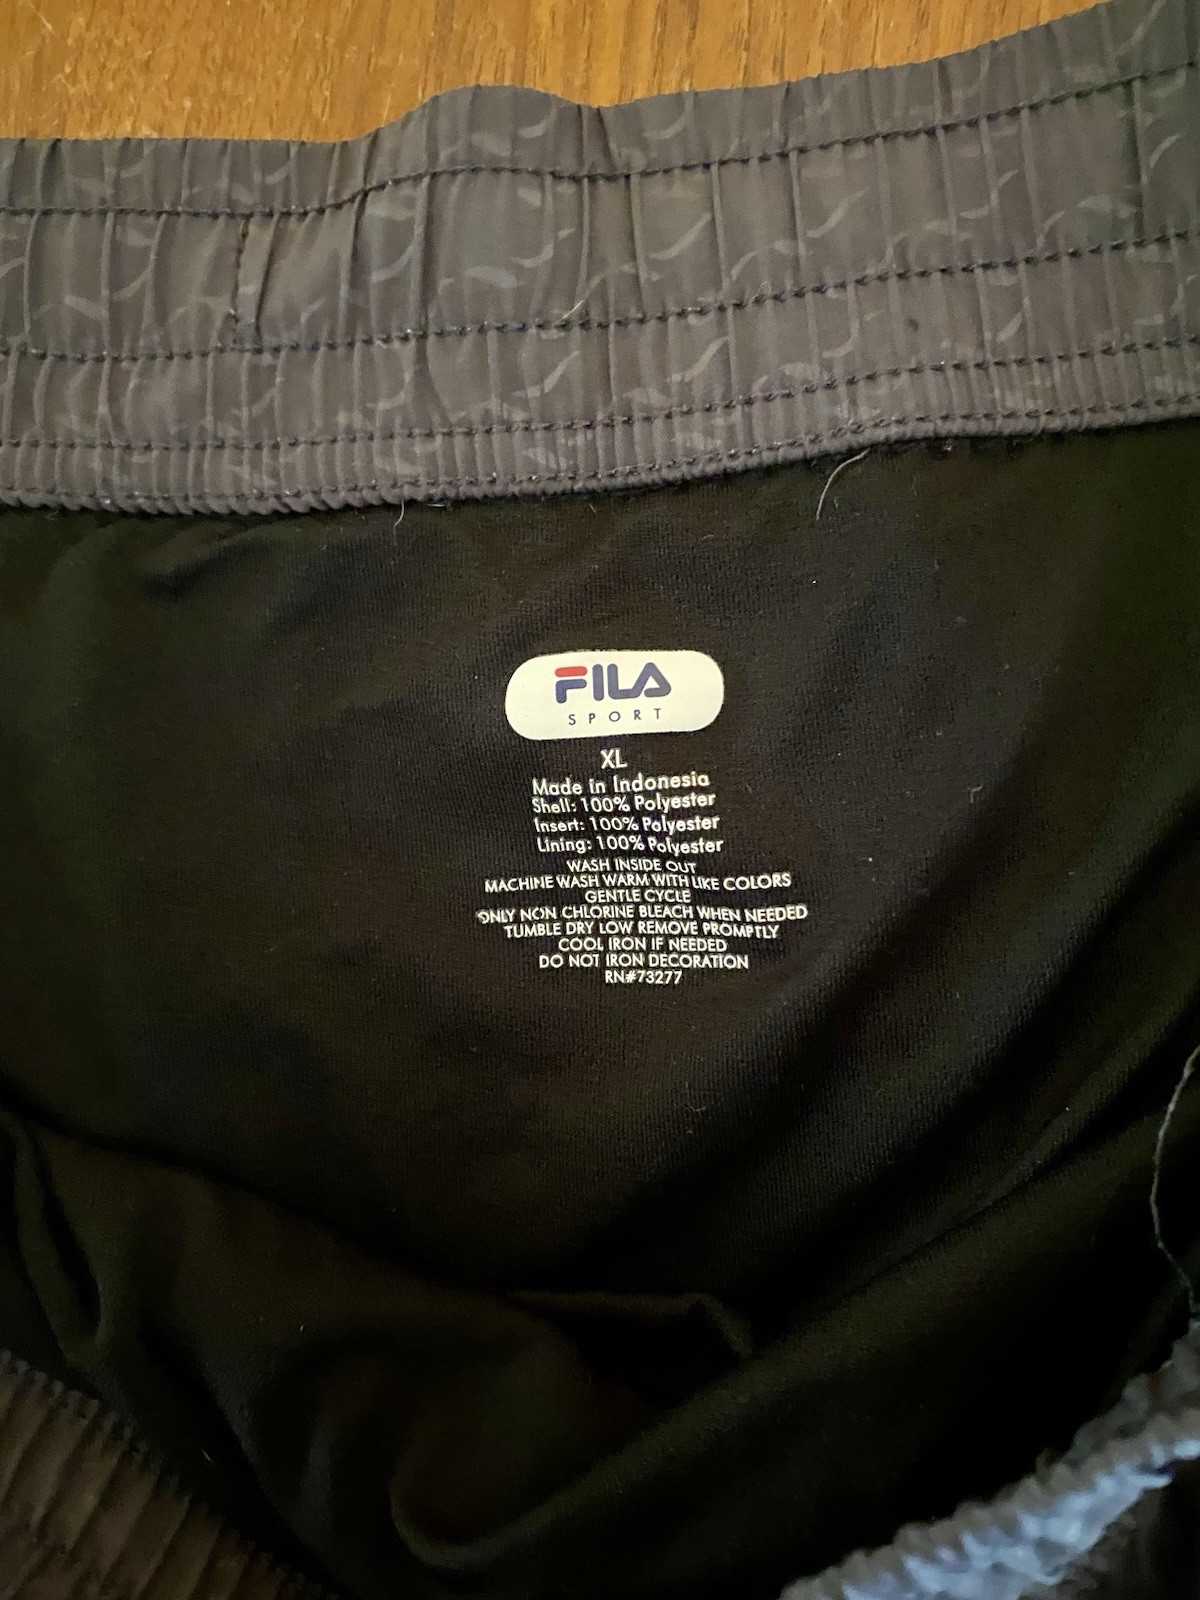 FILA
SPORT
XL
Made in Indonesia
Shell: 100% Polyester
Insert: 100% Polyester
Lining: 100% Polyester
WASH INSIDE OUT
MACHINE WASH WARM WITH LIKE COLORS
GENTLE CYCLE
ONLY NON CHLORINE BLEACH WHEN NEEDED
TUMBLE DRY LOW REMOVE PROMPTLY
COOL IRON IF NEEDED
DO NOT IRON DECORATION
RN#73277